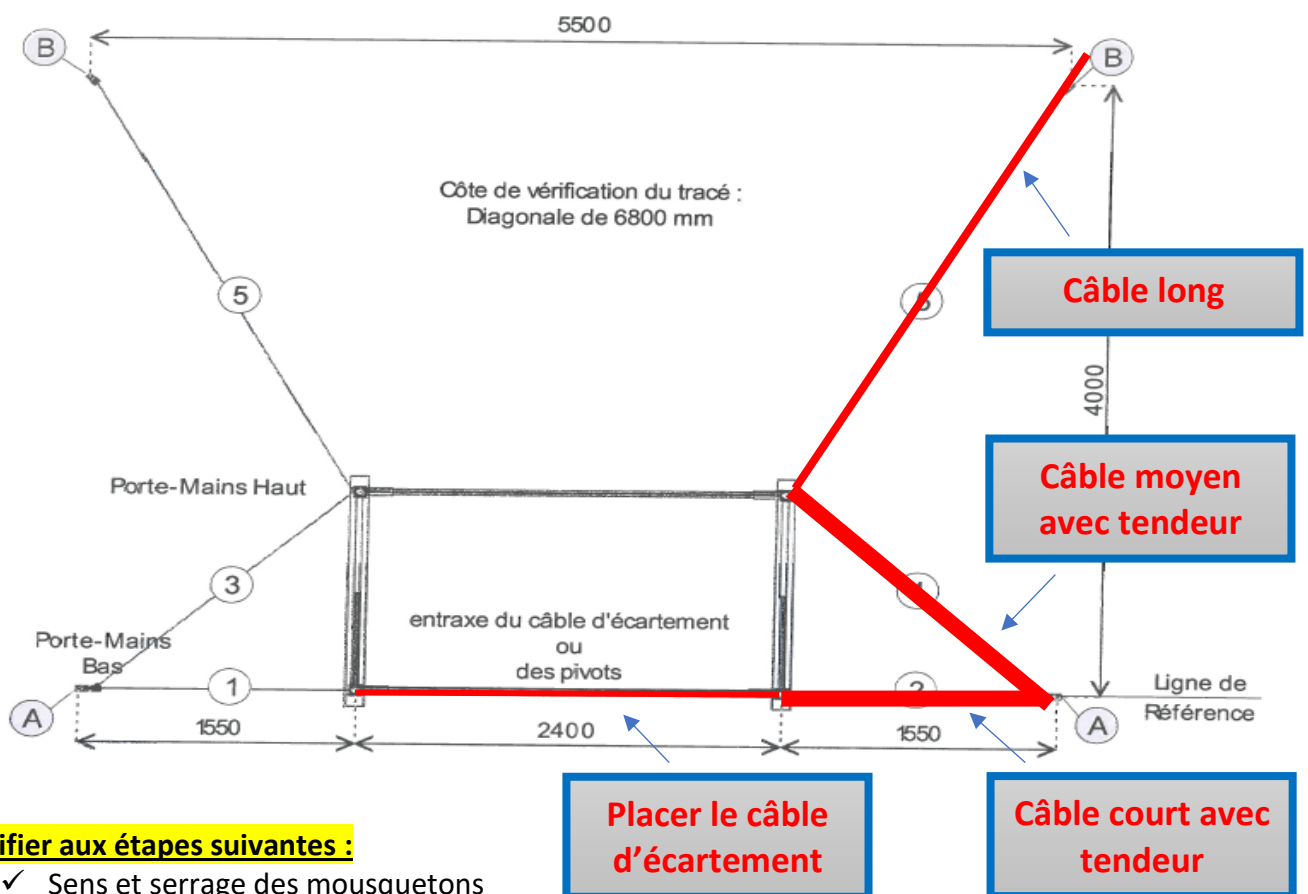 5500
B
B
Côte de vérification du tracé :
Diagonale de 6800 mm
Câble long
5
4000
Câble moyen
avec tendeur
Porte-Mains Haut
3
entraxe du câble d'écartement
ou
des pivots
Porte-Mains
Bas
1
2
Ligne de
Référence
A
A
1550
2400
1550
Placer le câble
d'écartement
Câble court avec
tendeur
ifier aux étapes suivantes :
✓ Sens et serrage des mousquetons